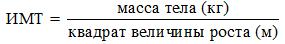 ИМТ = масса тела (кг)
квадрат величины роста (м)